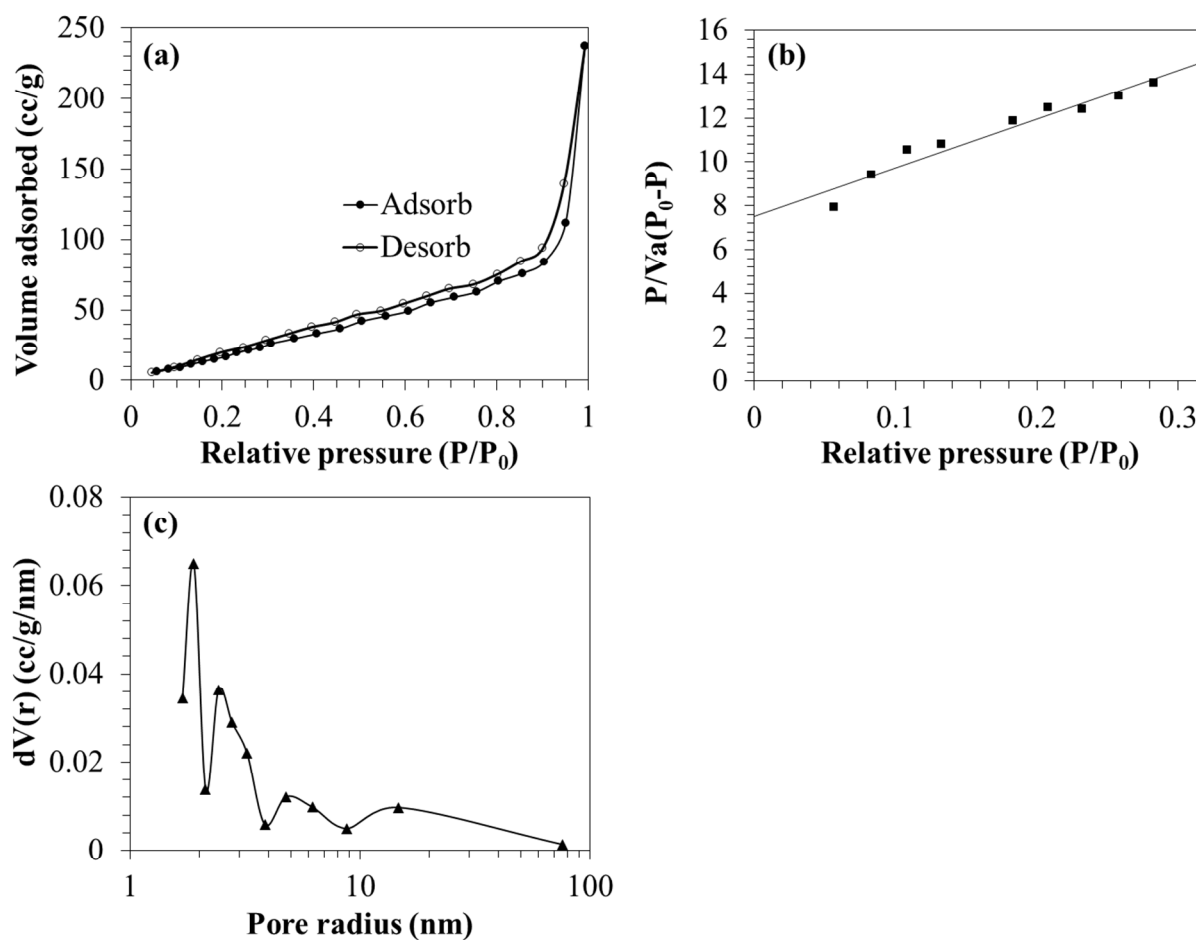 (a)
Volume adsorbed (cc/g)
250
200
150
100
50
0
Adsorb
Desorb
0 0.2 0.4 0.6 0.8 1
Relative pressure (P/P₀)
(b)
P/Va(P₀-P)
16
14
12
10
8
6
4
2
0
0 0.1 0.2 0.3
Relative pressure (P/P₀)
(c)
dV(r) (cc/g/nm)
0.08
0.06
0.04
0.02
0
1 10 100
Pore radius (nm)